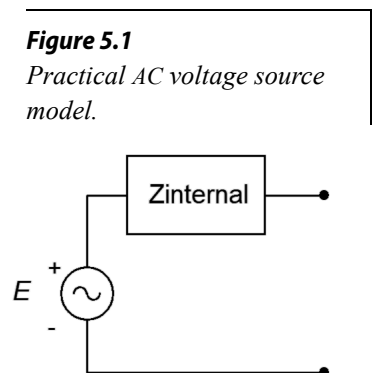 Figure 5.1
Practical AC voltage source
model.
Zinternal
+
E
-